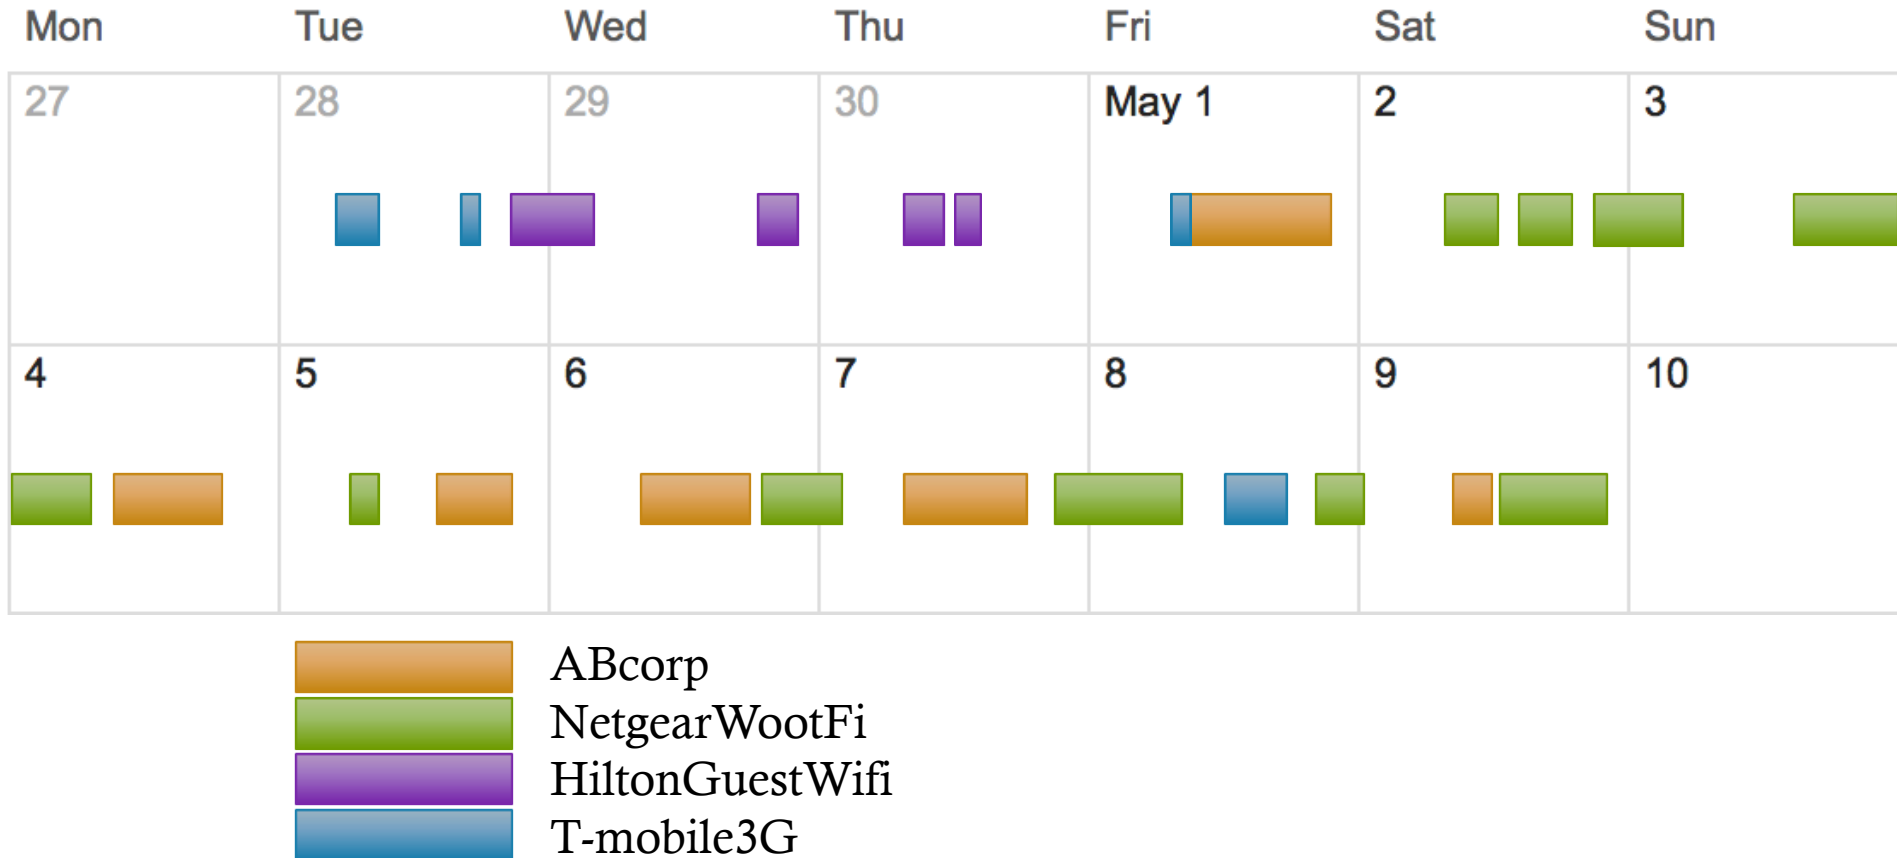 Mon Tue Wed Thu Fri Sat Sun
27 28 29 30 May 1 2 3
4 5 6 7 8 9 10
ABcorp
NetgearWootFi
HiltonGuestWifi
T-mobile3G